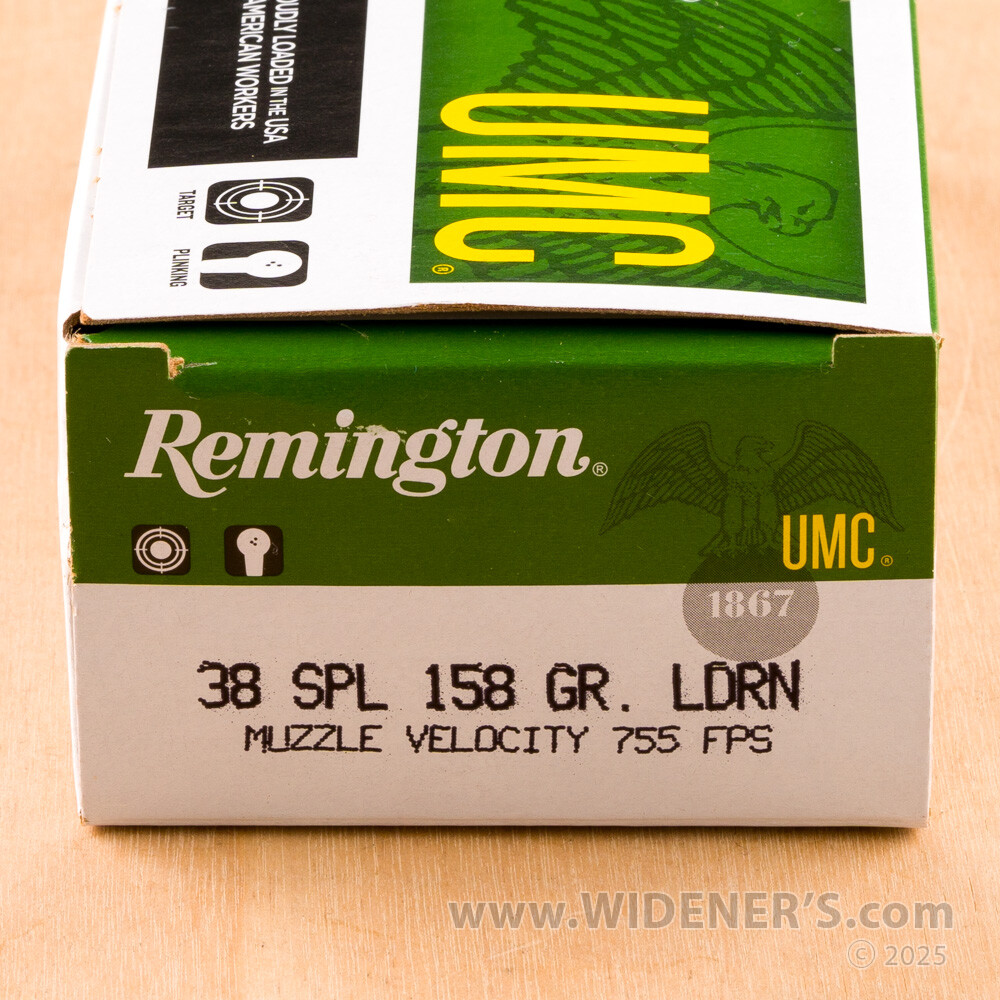 OUDLY LOADED IN THE USA
AMERICAN WORKERS
TARGET
PLINKING
UMC®
Remington®
UMC®
1867
38 SPL 158 GR. LDRN
MUZZLE VELOCITY 755 FPS
www.WIDENER'S.com
© 2025